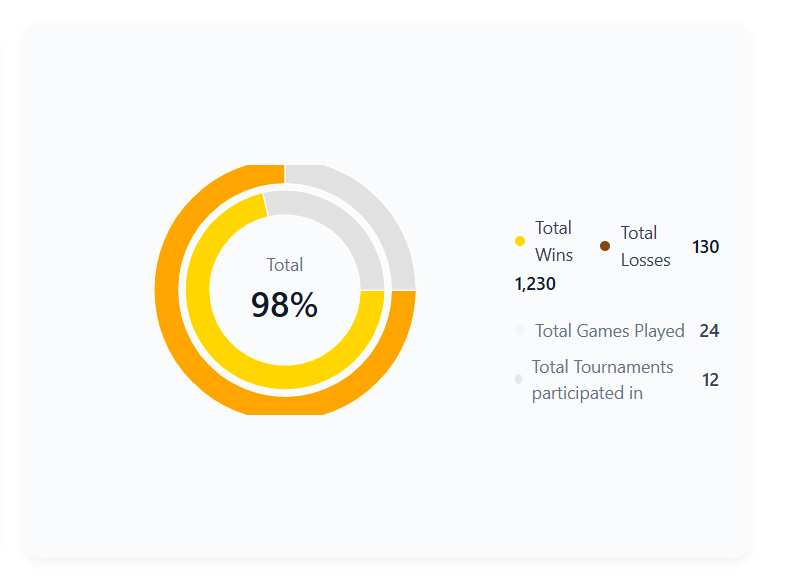 Total
98%
Total
Wins
1,230
Total
Losses
130
Total Games Played 24
Total Tournaments
participated in
12